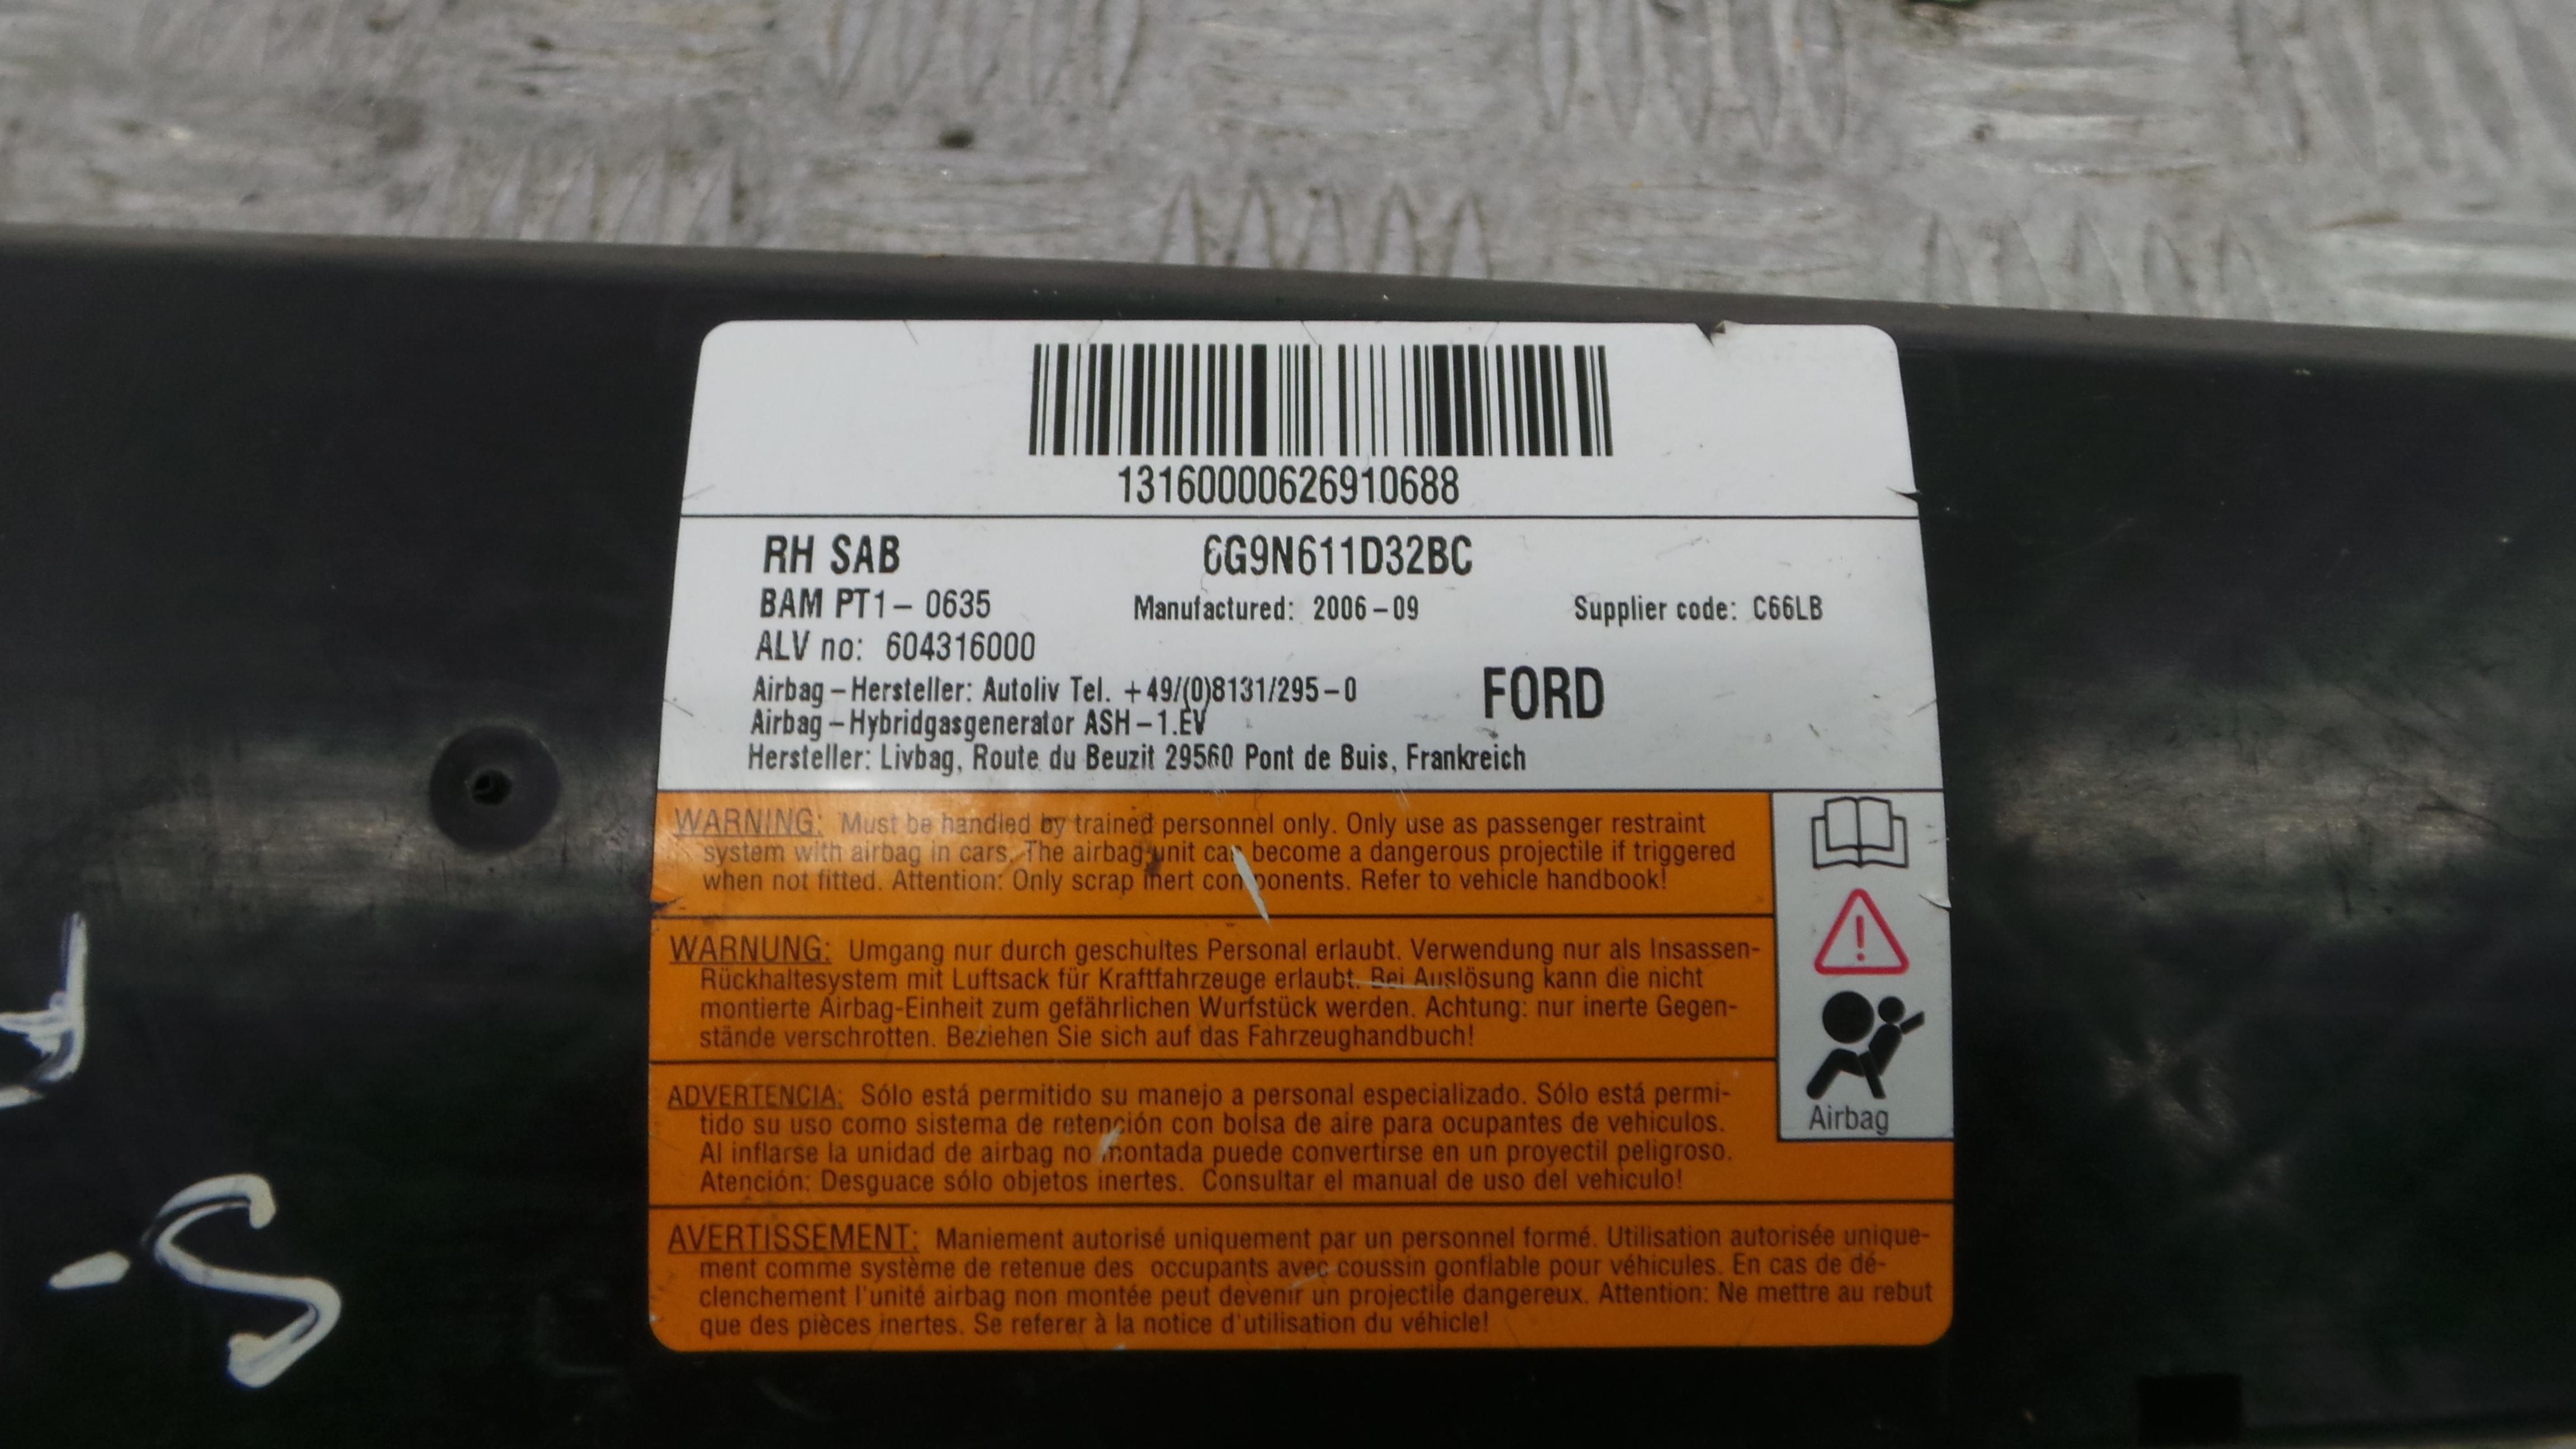 13160000626910688
RH SAB 6G9N611D32BC
BAM PT1- 0635 Manufactured: 2006-09 Supplier code: C66LB
ALV no: 604316000
Airbag-Hersteller: Autoliv Tel. +49/(0)8131/295-0 FORD
Airbag-Hybridgasgenerator ASH-1.EV
Hersteller: Livbag, Route du Beuzit 29560 Pont de Buis, Frankreich
WARNING: Must be handled by trained personnel only. Only use as passenger restraint
system with airbag in cars. The airbag unit can become a dangerous projectile if triggered
when not fitted. Attention: Only scrap inert components. Refer to vehicle handbook!
WARNUNG: Umgang nur durch geschultes Personal erlaubt. Verwendung nur als Insassen-
Rückhaltesystem mit Luftsack für Kraftfahrzeuge erlaubt. Bei Auslösung kann die nicht
montierte Airbag-Einheit zum gefährlichen Wurfstück werden. Achtung: nur inerte Gegen-
stände verschrotten. Beziehen Sie sich auf das Fahrzeughandbuch!
Airbag
ADVERTENCIA: Sólo está permitido su manejo a personal especializado. Sólo está permi-
tido su uso como sistema de retención con bolsa de aire para ocupantes de vehiculos.
Al inflarse la unidad de airbag no montada puede convertirse en un proyectil peligroso.
Atención: Desguace sólo objetos inertes. Consultar el manual de uso del vehiculo!
AVERTISSEMENT: Maniement autorisé uniquement par un personnel formé. Utilisation autorisée unique-
ment comme système de retenue des occupants avec coussin gonflable pour véhicules. En cas de dé-
clenchement l'unité airbag non montée peut devenir un projectile dangereux. Attention: Ne mettre au rebut
que des pièces inertes. Se referer à la notice d'utilisation du véhicle!